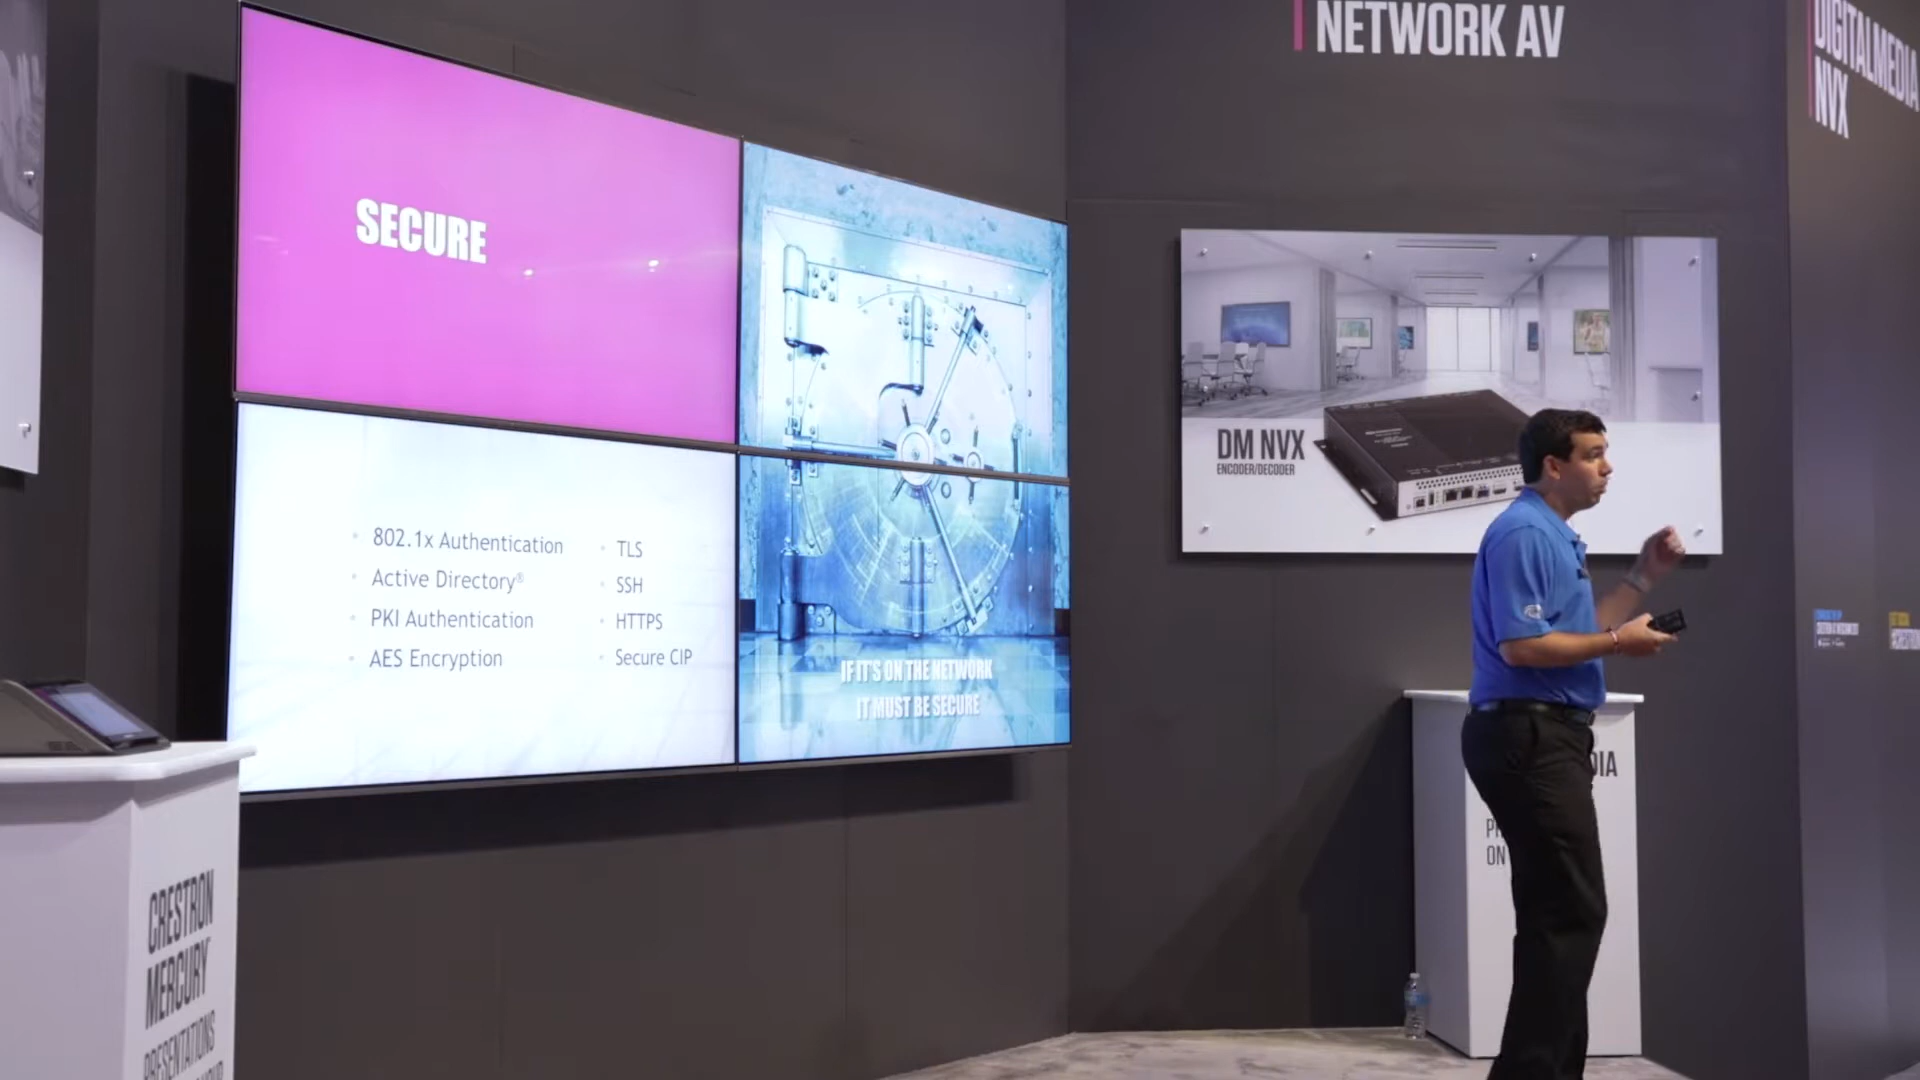 SECURE
802.1x Authentication
Active Directory®
PKI Authentication
AES Encryption
TLS
SSH
HTTPS
Secure CIP
IF IT'S ON THE NETWORK
IT MUST BE SECURE
NETWORK AV
DM NVX
ENCODER/DECODER
DIGITALMEDIA
NVX
CRESTRON
MERCURY
PRESENTATIONS
ON